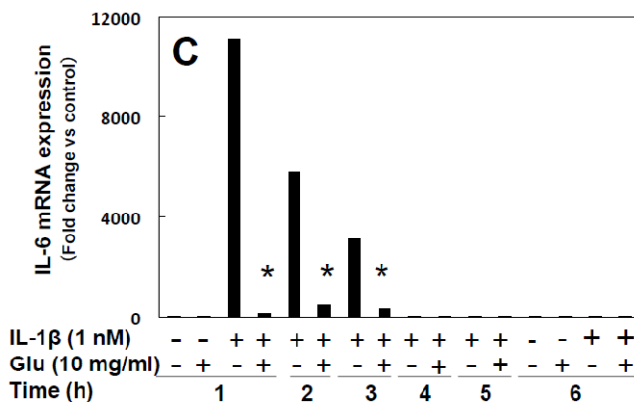 C
IL-6 mRNA expression
(Fold change vs control)
12000
8000
4000
0
* * *
IL-1β (1 nM) - - + + + + + + + + + + - - + +
Glu (10 mg/ml) - + - + - + - + - + - + - + - +
Time (h) 1 2 3 4 5 6